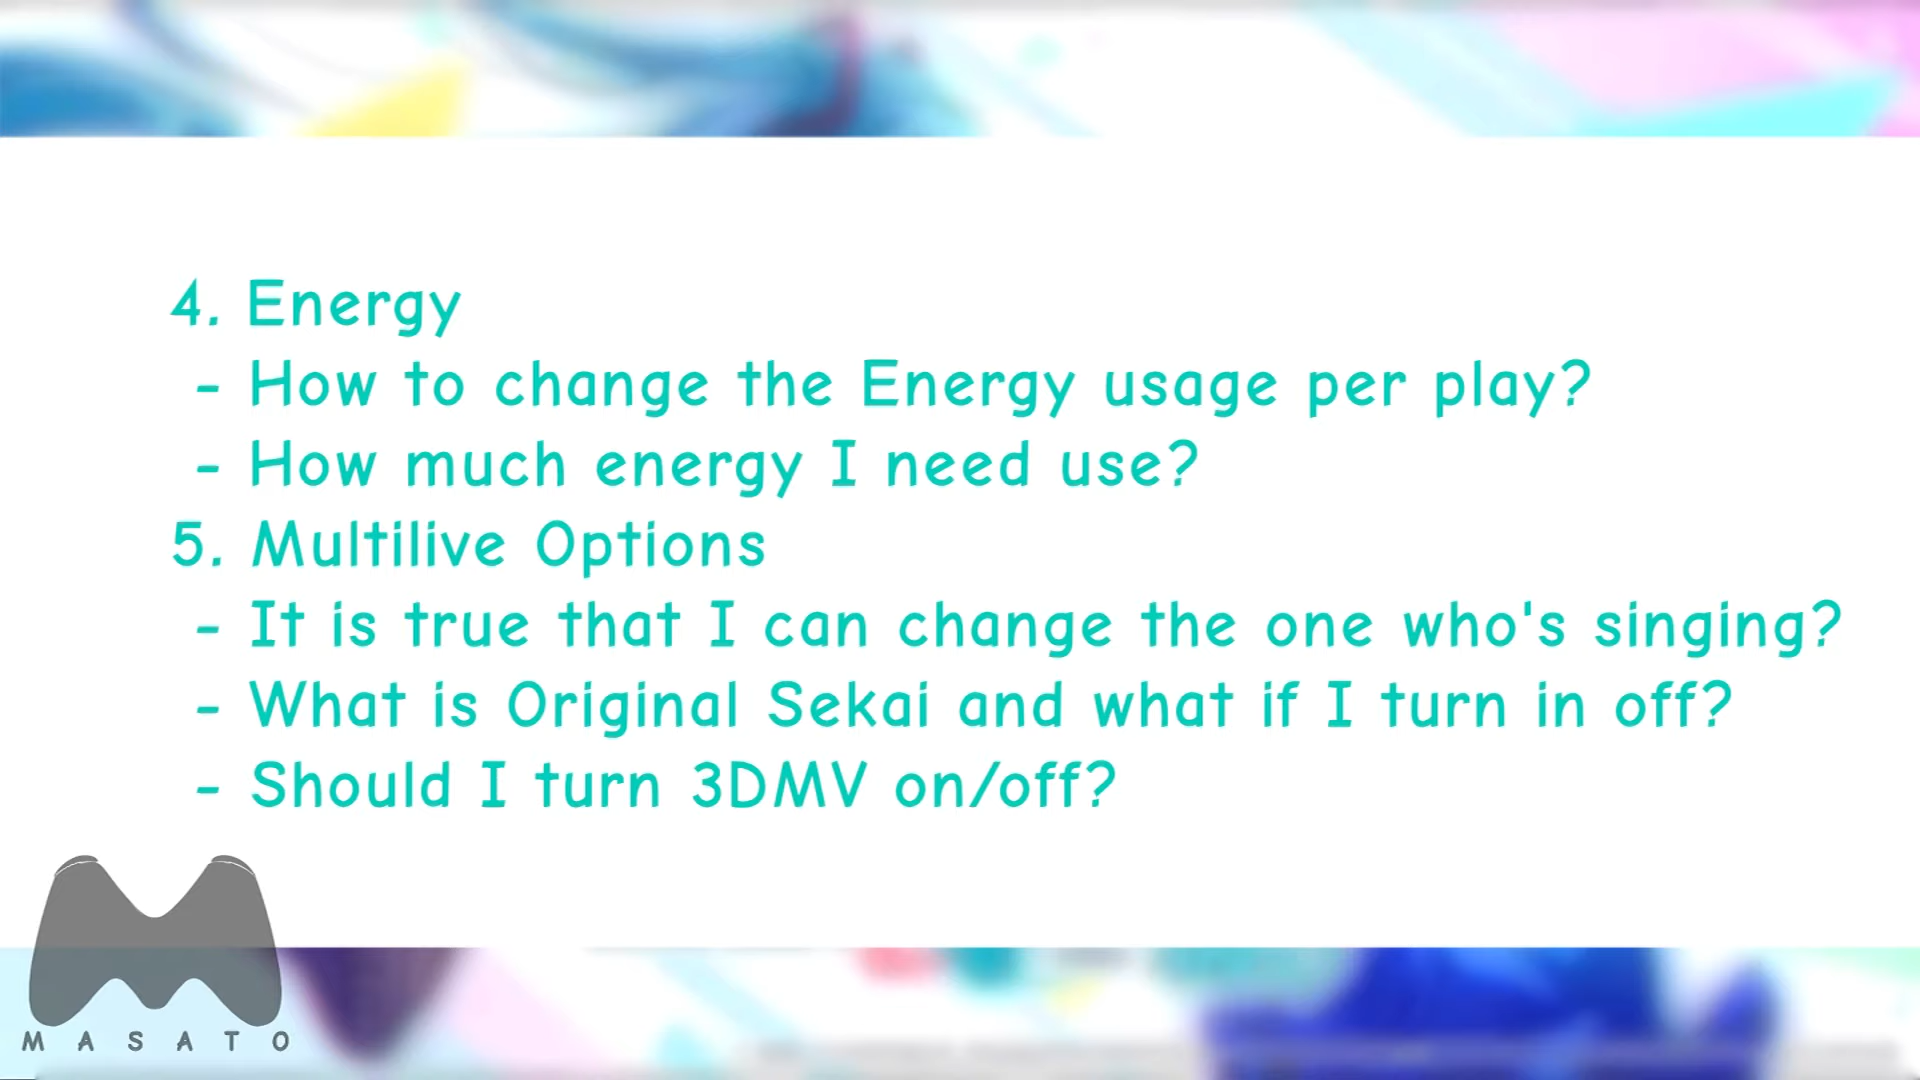 4. Energy
- How to change the Energy usage per play?
- How much energy I need use?
5. Multilive Options
- It is true that I can change the one who's singing?
- What is Original Sekai and what if I turn in off?
- Should I turn 3DMV on/off?
MASATO